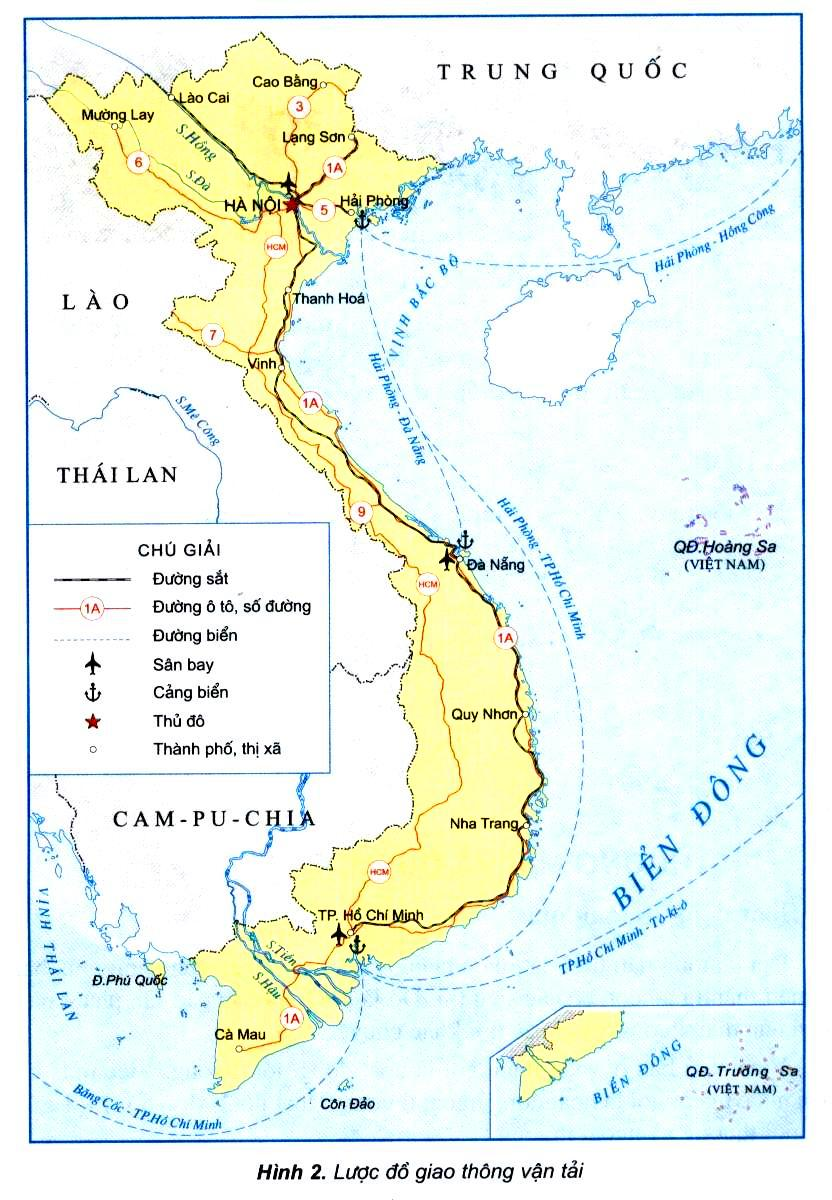 TRUNG QUỐC
Cao Bằng
Lào Cai
3
Mường Lay
Lạng Sơn
S.Hồng
6
1A
S.Đà
HÀ NỘI
5
Hải Phòng
HCM
Hải Phòng - Hồng Công
VỊNH BẮC BỘ
LÀO
Thanh Hoá
7
Vinh
Hải Phòng - Đà Nẵng
S.Mê Công
1A
THÁI LAN
9
Hải Phòng - TP.Hồ Chí Minh
QĐ.Hoàng Sa
(VIỆT NAM)
Đà Nẵng
HCM
CHÚ GIẢI
Đường sắt
1A
Đường ô tô, số đường
Đường biển
Sân bay
Cảng biển
Thủ đô
Thành phố, thị xã
1A
Quy Nhơn
CAM-PU-CHIA
Nha Trang
BIỂN ĐÔNG
HCM
TP. Hồ Chí Minh
TP.Hồ Chí Minh - Tô-ki-ô
VỊNH THÁI LAN
S.Tiền
S.Hậu
Đ.Phú Quốc
1A
Cà Mau
Côn Đảo
Băng Cốc - TP.Hồ Chí Minh
BIỂN ĐÔNG
QĐ.Trường Sa
(VIỆT NAM)
Hình 2. Lược đồ giao thông vận tải